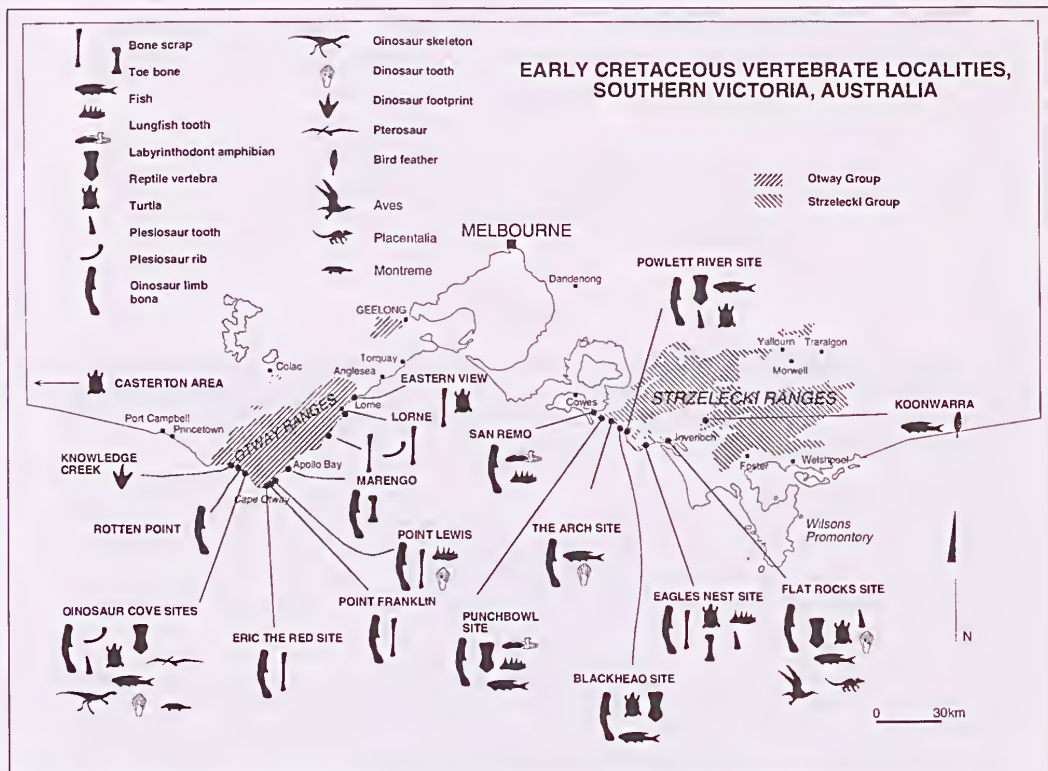 Bone scrap
Toe bone
Fish
Lungfish tooth
Labyrinthodont amphibian
Reptile vertebra
Turtla
Plesiosaur tooth
Plesiosaur rib
Oinosaur limb
bona
Oinosaur skeleton
Dinosaur tooth
Dinosaur footprint
Pterosaur
Bird feather
Aves
Placentalia
Montreme
EARLY CRETACEOUS VERTEBRATE LOCALITIES,
SOUTHERN VICTORIA, AUSTRALIA
Otway Group
Strzelecki Group
MELBOURNE
Dandenong
POWLETT RIVER SITE
GEELONG
Yallourn
Traralgon
Morwell
Torquay
Colac
Anglesea
CASTERTON AREA
EASTERN VIEW
Lorne
LORNE
Cowes
STRZELECKI RANGES
KOONWARRA
Port Campbell
Princetown
OTWAY RANGES
SAN REMO
Inverloch
Foster
Welshpool
KNOWLEDGE
CREEK
Apollo Bay
MARENGO
Cape Otway
ROTTEN POINT
THE ARCH SITE
Wilsons
Promontory
POINT LEWIS
OINOSAUR COVE SITES
ERIC THE RED SITE
POINT FRANKLIN
PUNCHBOWL
SITE
EAGLES NEST SITE
FLAT ROCKS SITE
BLACKHEAO SITE
N
0 30km